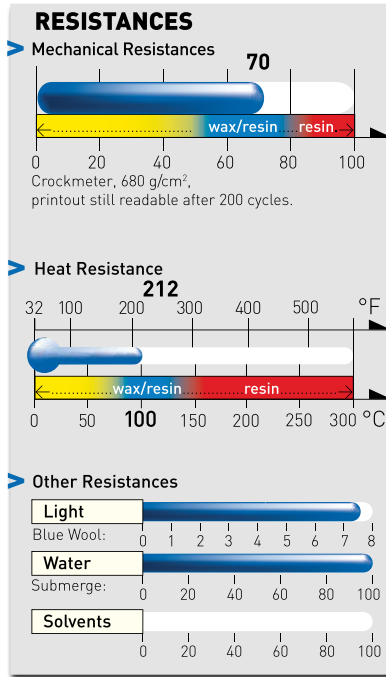 RESISTANCES
> Mechanical Resistances
70
wax/resin resin
0 20 40 60 80 100
Crockmeter, 680 g/cm²,
printout still readable after 200 cycles.
> Heat Resistance
212
32 100 200 300 400 500 °F
wax/resin resin
0 50 100 150 200 250 300 °C
> Other Resistances
Light
Blue Wool: 0 1 2 3 4 5 6 7 8
Water
Submerge: 0 20 40 60 80 100
Solvents
0 20 40 60 80 100